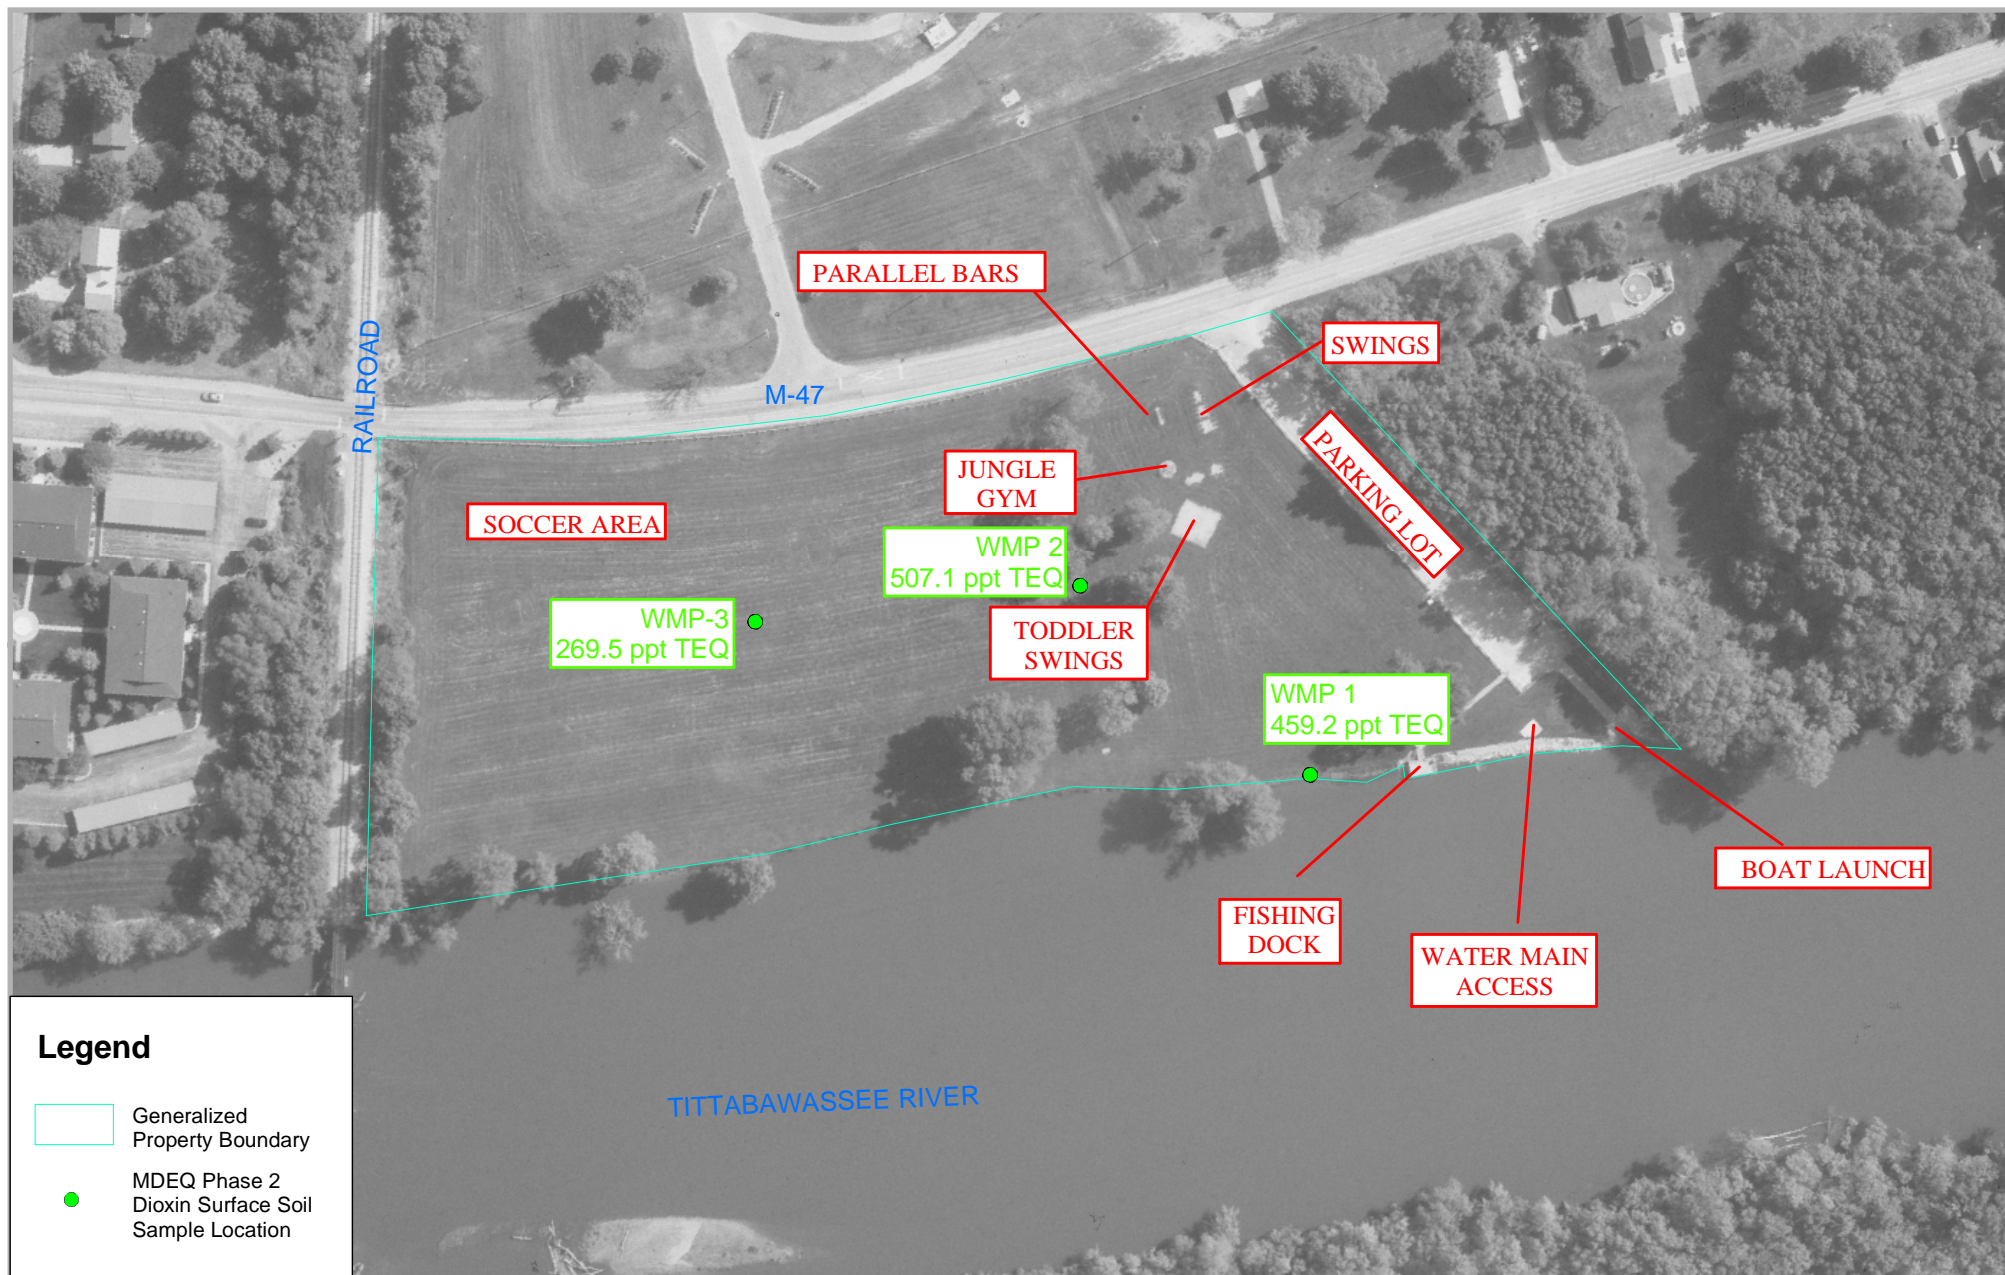 PARALLEL BARS
SWINGS
RAILROAD
M-47
PARKING LOT
JUNGLE
GYM
SOCCER AREA
WMP 2
507.1 ppt TEQ
WMP-3
269.5 ppt TEQ
TODDLER
SWINGS
WMP 1
459.2 ppt TEQ
BOAT LAUNCH
FISHING
DOCK
WATER MAIN
ACCESS
TITTABAWASSEE RIVER
Legend
Generalized
Property Boundary
MDEQ Phase 2
Dioxin Surface Soil
Sample Location